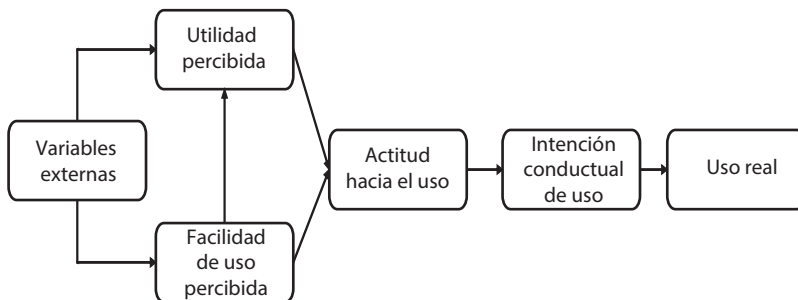 Utilidad
percibida
Variables
externas
Facilidad
de uso
percibida
Actitud
hacia el uso
Intención
conductual
de uso
Uso real